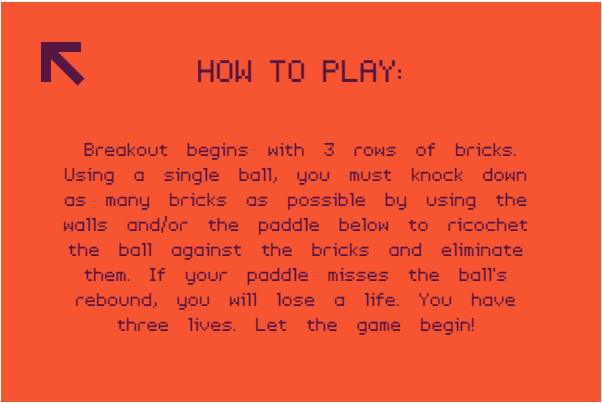 HOW TO PLAY:
Breakout begins with 3 rows of bricks.
Using a single ball, you must knock down
as many bricks as possible by using the
walls and/or the paddle below to ricochet
the ball against the bricks and eliminate
them. If your paddle misses the ball's
rebound, you will lose a life. You have
three lives. Let the game begin!